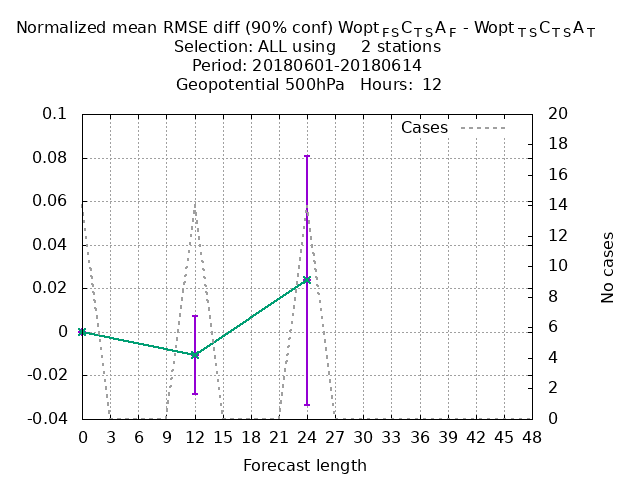 Normalized mean RMSE diff (90% conf) Wopt FS C TS A F - Wopt TS C TS A T
Selection: ALL using 2 stations
Period: 20180601-20180614
Geopotential 500hPa Hours: 12
Cases
0.1
0.08
0.06
0.04
0.02
0
-0.02
-0.04
20
18
16
14
12
10
8
6
4
2
0
No cases
0 3 6 9 12 15 18 21 24 27 30 33 36 39 42 45 48
Forecast length